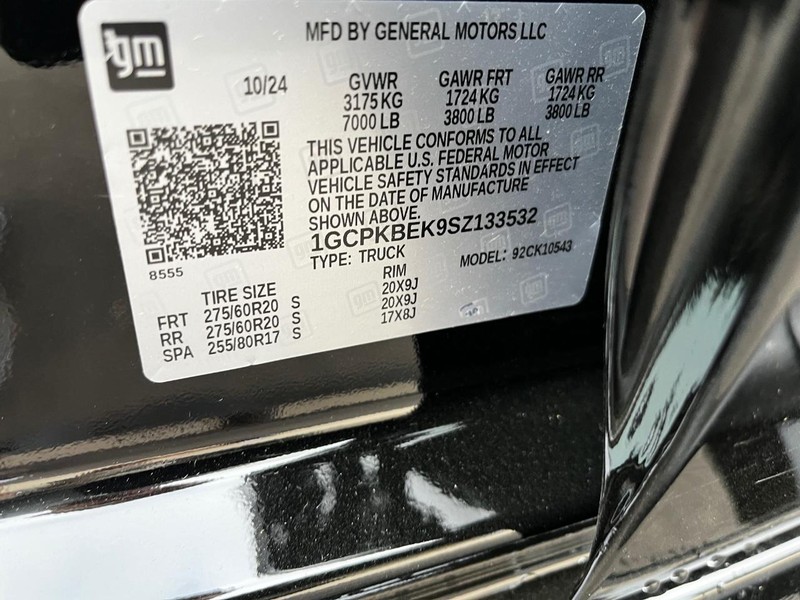 gm
MFD BY GENERAL MOTORS LLC
10/24
GVWR GAWR FRT GAWR RR
3175 KG 1724 KG 1724 KG
7000 LB 3800 LB 3800 LB
THIS VEHICLE CONFORMS TO ALL
APPLICABLE U.S. FEDERAL MOTOR
VEHICLE SAFETY STANDARDS IN EFFECT
ON THE DATE OF MANUFACTURE
SHOWN ABOVE.
1GCPKBEK9SZ133532
TYPE: TRUCK MODEL: 92CK10543
8555
TIRE SIZE RIM
FRT 275/60R20 S 20X9J
RR 275/60R20 S 20X9J
SPA 255/80R17 S 17X8J